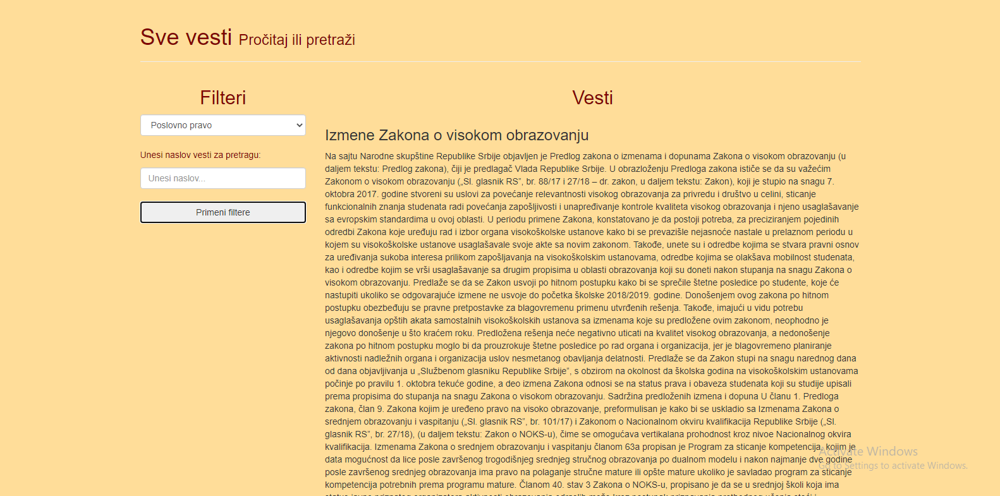 Sve vesti Pročitaj ili pretraži
Filteri
Poslovno pravo
Unesi naslov vesti za pretragu:
Unesi naslov...
Primeni filtere
Vesti
Izmene Zakona o visokom obrazovanju
Na sajtu Narodne skupštine Republike Srbije objavljen je Predlog zakona o izmenama i dopunama Zakona o visokom obrazovanju (u
daljem tekstu: Predlog zakona), čiji je predlagač Vlada Republike Srbije. U obrazloženju Predloga zakona ističe se da su važećim
Zakonom o visokom obrazovanju („Sl. glasnik RS”, br. 88/17 i 27/18 – dr. zakon, u daljem tekstu: Zakon), koji je stupio na snagu 7.
oktobra 2017. godine stvoreni su uslovi za povećanje relevantnosti visokog obrazovanja za privredu i društvo u celini, sticanje
funkcionalnih znanja studenata radi povećanja zapošljivosti i unapređivanje kontrole kvaliteta visokog obrazovanja i njeno usaglašavanje
sa evropskim standardima u ovoj oblasti. U periodu primene Zakona, konstatovano je da postoji potreba, za preciziranjem pojedinih
odredbi Zakona koje uređuju rad i izbor organa visokoškolske ustanove kako bi se prevazišle nejasnoće nastale u prelaznom periodu u
kojem su visokoškolske ustanove usaglašavale svoje akte sa novim zakonom. Takođe, unete su i odredbe kojima se stvara pravni osnov
za uređivanja sukoba interesa prilikom zapošljavanja na visokoškolskim ustanovama, odredbe kojima se olakšava mobilnost studenata,
kao i odredbe kojim se vrši usaglašavanje sa drugim propisima u oblasti obrazovanja koji su doneti nakon stupanja na snagu Zakona o
visokom obrazovanju. Predlaže se da se Zakon usvoji po hitnom postupku kako bi se sprečile štetne posledice po studente, koje će
nastupiti ukoliko se odgovarajuće izmene ne usvoje do početka školske 2018/2019. godine. Donošenjem ovog zakona po hitnom
postupku obezbeđuju se pravne pretpostavke za blagovremenu primenu utvrđenih rešenja. Takođe, imajući u vidu potrebu
usaglašavanja opštih akata samostalnih visokoškolskih ustanova sa izmenama koje su predložene ovim zakonom, neophodno je
njegovo donošenje u što kraćem roku. Predložena rešenja neće negativno uticati na kvalitet visokog obrazovanja, a nedonošenje
zakona po hitnom postupku moglo bi da prouzrokuje štetne posledice po rad organa i organizacija, jer je blagovremeno planiranje
aktivnosti nadležnih organa i organizacija uslov nesmetanog obavljanja delatnosti. Predlaže se da Zakon stupi na snagu narednog dana
od dana objavljivanja u „Službenom glasniku Republike Srbije”, s obzirom na okolnost da školska godina na visokoškolskim ustanovama
počinje po pravilu 1. oktobra tekuće godine, a deo izmena Zakona odnosi se na status prava i obaveza studenata koji su studije upisali
prema propisima do stupanja na snagu Zakona o visokom obrazovanju. Sadržina predloženih izmena i dopuna U članu 1. Predloga
zakona, član 9. Zakona kojim je uređeno pravo na visoko obrazovanje, preformulisan je kako bi se uskladio sa Izmenama Zakona o
srednjem obrazovanju i vaspitanju („Sl. glasnik RS”, br. 101/17) i Zakonom o Nacionalnom okviru kvalifikacija Republike Srbije („Sl.
glasnik RS”, br. 27/18), (u daljem tekstu: Zakon o NOKS-u), čime se omogućava vertikalana prohodnost kroz nivoe Nacionalnog okvira
kvalifikacija. Izmenama Zakona o srednjem obrazovanju i vaspitanju članom 63a propisan je Program za sticanje kompetencija, kojim je
data mogućnost da lice posle završenog trogodišnjeg srednjeg stručnog obrazovanja po dualnom modelu i nakon najmanje dve godine
posle završenog srednjeg obrazovanja ima pravo na polaganje stručne mature ili opšte mature ukoliko je savladao program za sticanje
kompetencija potrebnih prema programu mature. Članom 40. stav 3 Zakona o NOKS-u, propisano je da se u srednjoj školi koja ima
Activate Windows
Go to Settings to activate Windows.